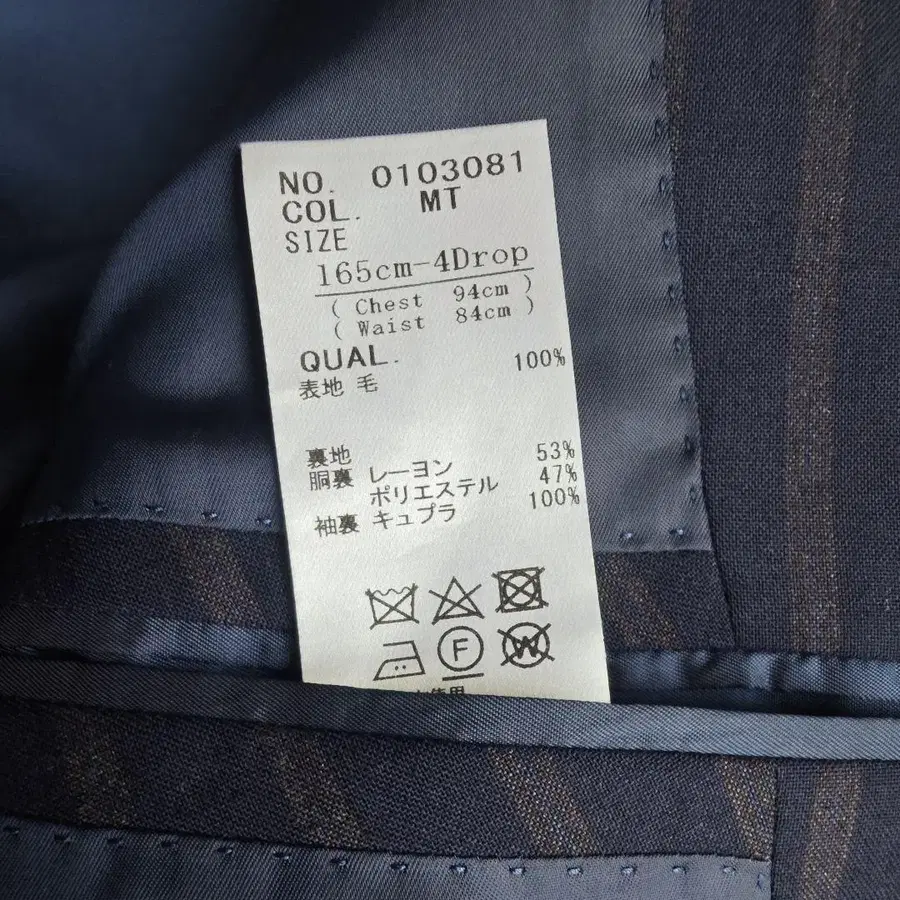 NO. 0103081
COL. MT
SIZE
165cm-4Drop
( Chest 94cm )
( Waist 84cm )
QUAL.
表地 毛 100%
裏地
胴裏 レーヨン 53%
ポリエステル 47%
袖裏 キュプラ 100%
F W
使用